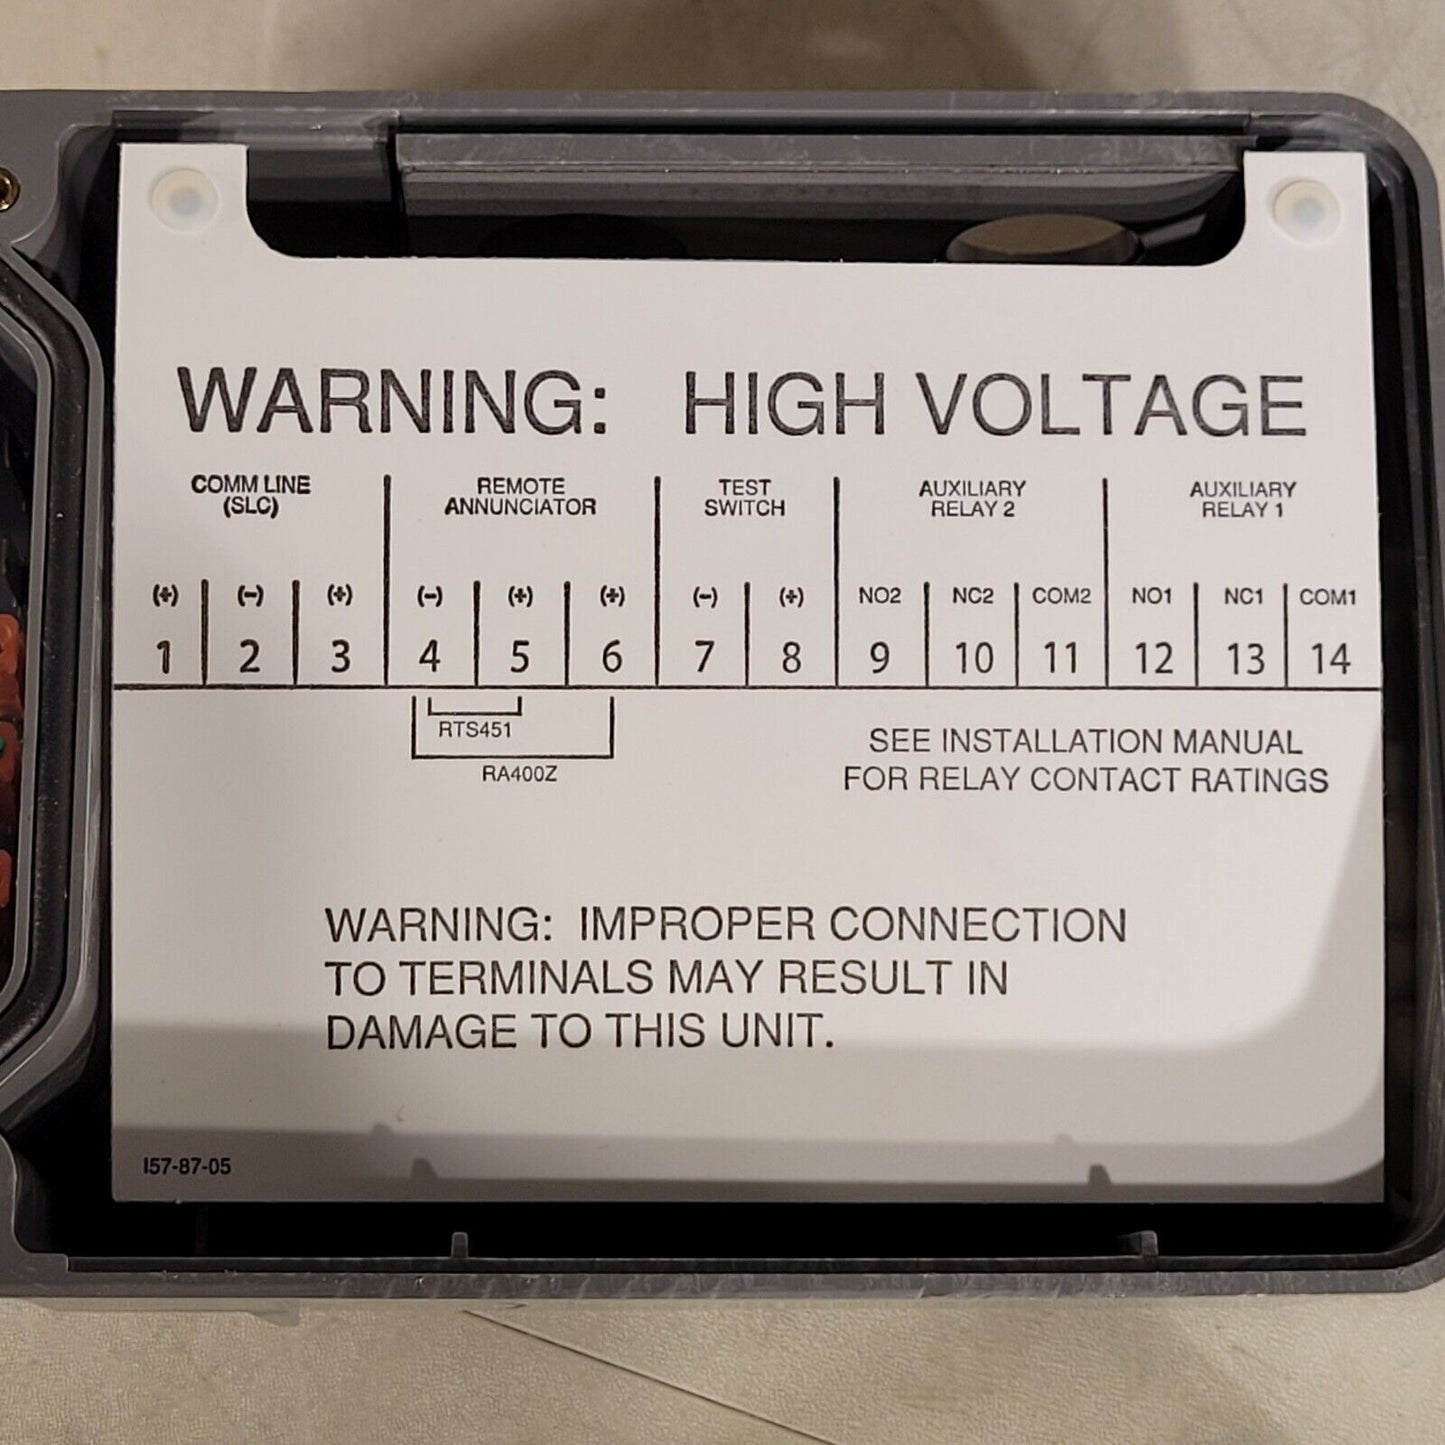 WARNING: HIGH VOLTAGE
COMM LINE
(SLC)
REMOTE
ANNUNCIATOR
TEST
SWITCH
AUXILIARY
RELAY 2
AUXILIARY
RELAY 1
(+) (−) (+) (−) (+) (+) (−) (+) NO2 NC2 COM2 NO1 NC1 COM1
1 2 3 4 5 6 7 8 9 10 11 12 13 14
RTS451
RA400Z
SEE INSTALLATION MANUAL
FOR RELAY CONTACT RATINGS
WARNING: IMPROPER CONNECTION
TO TERMINALS MAY RESULT IN
DAMAGE TO THIS UNIT.
I57-87-05